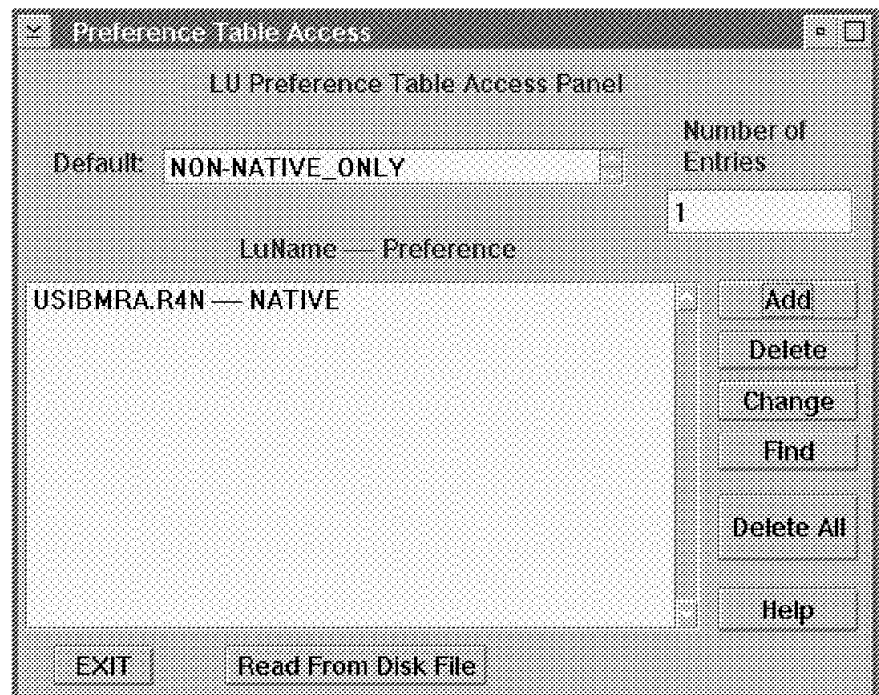 Preference Table Access
LU Preference Table Access Panel
Number of
Entries
Default: NON-NATIVE_ONLY
1
LuName — Preference
USIBMRA.R4N — NATIVE
Add
Delete
Change
Find
Delete All
Help
EXIT
Read From Disk File